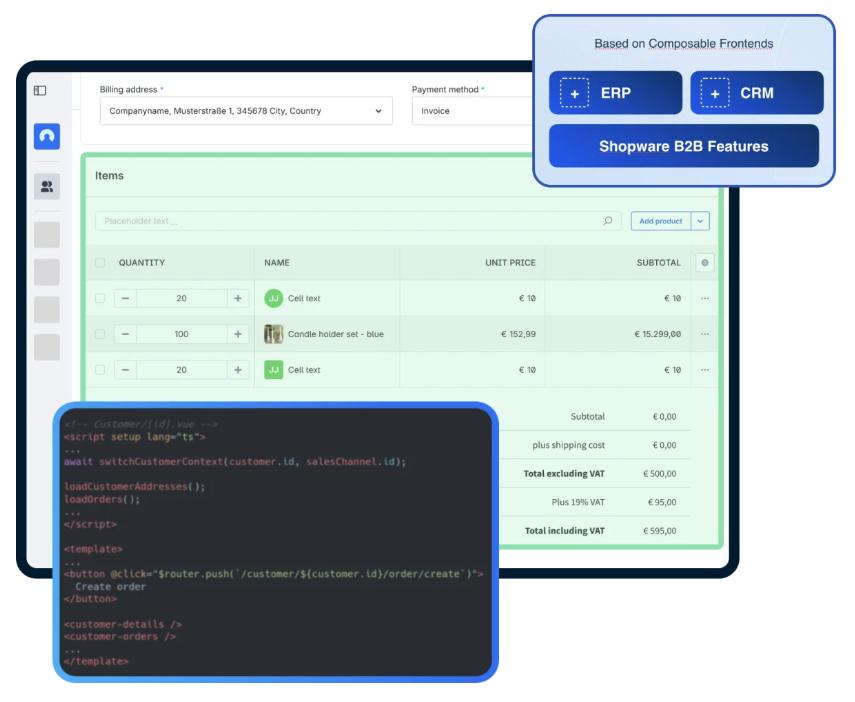 Based on Composable Frontends
+ ERP
+ CRM
Shopware B2B Features
Billing address *
Payment method *
Companyname, Musterstraße 1, 345678 City, Country
Invoice
Items
Placeholder text _
Add product
QUANTITY NAME UNIT PRICE SUBTOTAL
− 20 + JJ Cell text € 10 € 10 ...
− 100 + Candle holder set - blue € 152,99 € 15.299,00 ...
− 20 + JJ Cell text € 10 € 10 ...
Subtotal € 0,00
plus shipping cost € 0,00
Total excluding VAT € 500,00
Plus 19% VAT € 95,00
Total including VAT € 595,00
<!-- Customer/[id].vue -->
<script setup lang="ts">
...
await switchCustomerContext(customer.id, salesChannel.id);
loadCustomerAddresses();
loadOrders();
...
</script>
<template>
...
<button @click="$router.push(`/customer/${customer.id}/order/create`)">
Create order
</button>
<customer-details />
<customer-orders />
...
</template>